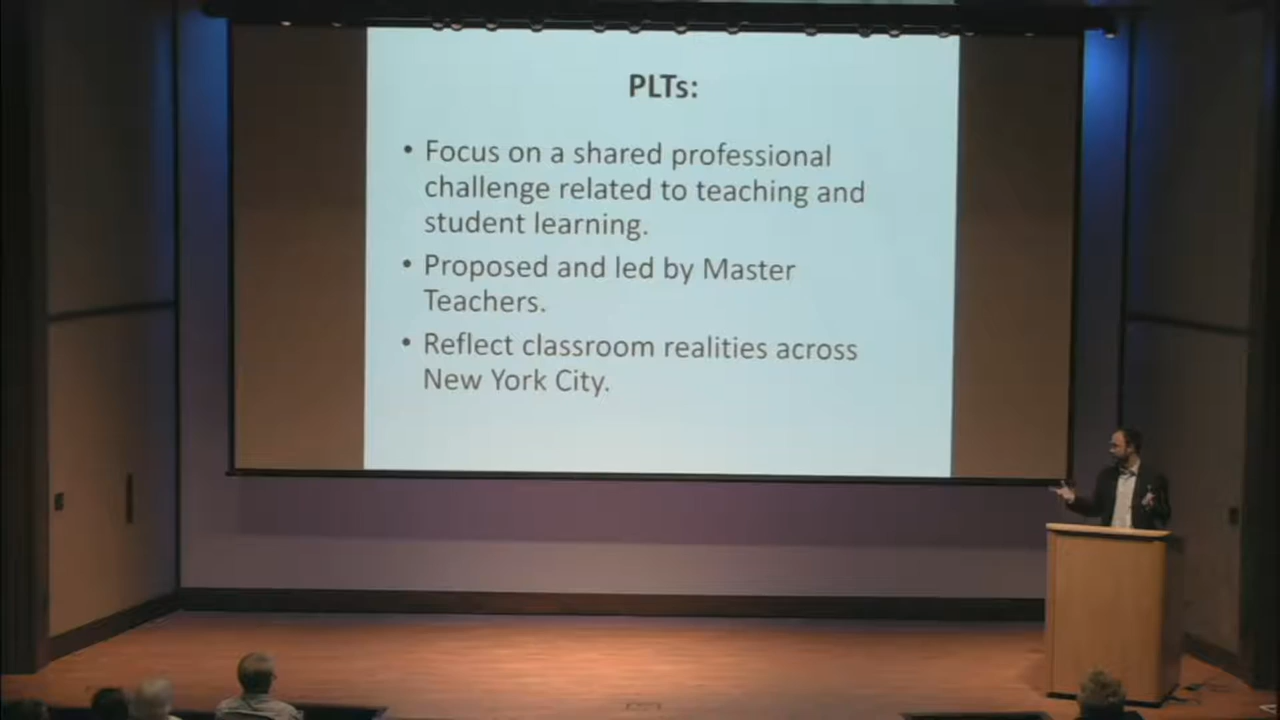 PLTs:
• Focus on a shared professional
challenge related to teaching and
student learning.
• Proposed and led by Master
Teachers.
• Reflect classroom realities across
New York City.